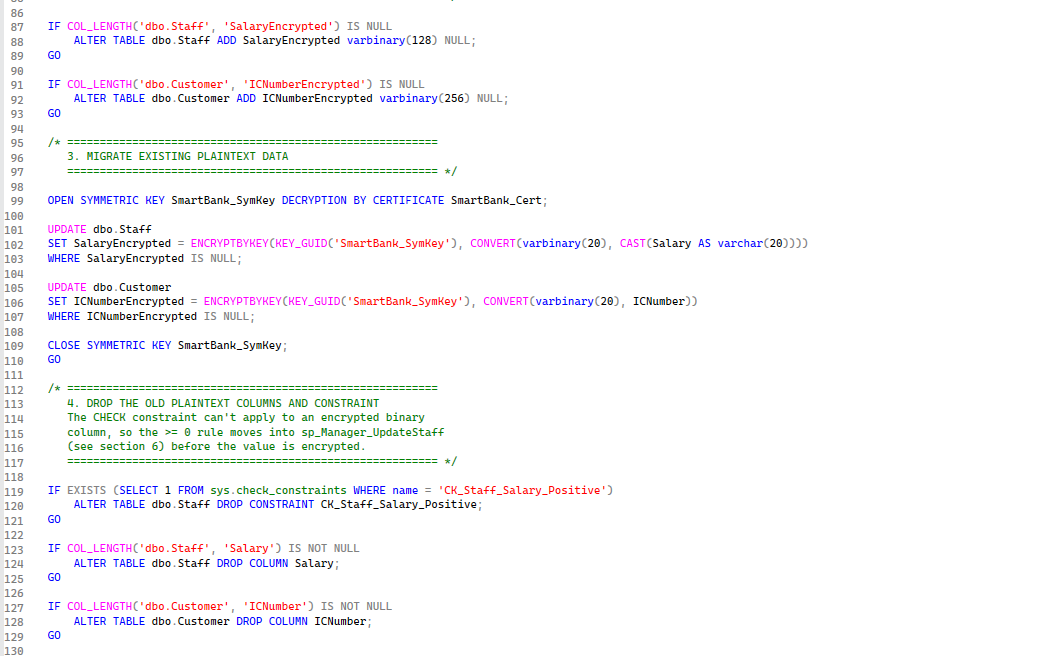 86
87 IF COL_LENGTH('dbo.Staff', 'SalaryEncrypted') IS NULL
88 ALTER TABLE dbo.Staff ADD SalaryEncrypted varbinary(128) NULL;
89 GO
90
91 IF COL_LENGTH('dbo.Customer', 'ICNumberEncrypted') IS NULL
92 ALTER TABLE dbo.Customer ADD ICNumberEncrypted varbinary(256) NULL;
93 GO
94
95 /* =========================================================
96 3. MIGRATE EXISTING PLAINTEXT DATA
97 ========================================================= */
98
99 OPEN SYMMETRIC KEY SmartBank_SymKey DECRYPTION BY CERTIFICATE SmartBank_Cert;
100
101 UPDATE dbo.Staff
102 SET SalaryEncrypted = ENCRYPTBYKEY(KEY_GUID('SmartBank_SymKey'), CONVERT(varbinary(20), CAST(Salary AS varchar(20))))
103 WHERE SalaryEncrypted IS NULL;
104
105 UPDATE dbo.Customer
106 SET ICNumberEncrypted = ENCRYPTBYKEY(KEY_GUID('SmartBank_SymKey'), CONVERT(varbinary(20), ICNumber))
107 WHERE ICNumberEncrypted IS NULL;
108
109 CLOSE SYMMETRIC KEY SmartBank_SymKey;
110 GO
111
112 /* =========================================================
113 4. DROP THE OLD PLAINTEXT COLUMNS AND CONSTRAINT
114 The CHECK constraint can't apply to an encrypted binary
115 column, so the >= 0 rule moves into sp_Manager_UpdateStaff
116 (see section 6) before the value is encrypted.
117 ========================================================= */
118
119 IF EXISTS (SELECT 1 FROM sys.check_constraints WHERE name = 'CK_Staff_Salary_Positive')
120 ALTER TABLE dbo.Staff DROP CONSTRAINT CK_Staff_Salary_Positive;
121 GO
122
123 IF COL_LENGTH('dbo.Staff', 'Salary') IS NOT NULL
124 ALTER TABLE dbo.Staff DROP COLUMN Salary;
125 GO
126
127 IF COL_LENGTH('dbo.Customer', 'ICNumber') IS NOT NULL
128 ALTER TABLE dbo.Customer DROP COLUMN ICNumber;
129 GO
130